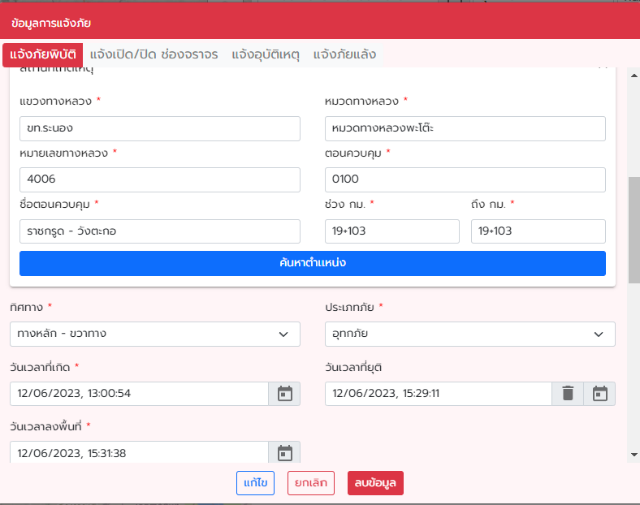 ข้อมูลการแจ้งภัย
แจ้งภัยพิบัติ แจ้งเปิด/ปิด ช่องจราจร แจ้งอุบัติเหตุ แจ้งภัยแล้ง
สถานที่เกิดเหตุ
แขวงทางหลวง * หมวดทางหลวง *
ขท.ระนอง หมวดทางหลวงพะโต๊ะ
หมายเลขทางหลวง * ตอนควบคุม *
4006 0100
ชื่อตอนควบคุม * ช่วง กม. * ถึง กม. *
ราชกรูด - วังตะกอ 19+103 19+103
ค้นหาตำแหน่ง
ทิศทาง * ประเภทภัย *
ทางหลัก - ขวาทาง อุทกภัย
วันเวลาที่เกิด * วันเวลาที่ยุติ
12/06/2023, 13:00:54 12/06/2023, 15:29:11
วันเวลาลงพื้นที่ *
12/06/2023, 15:31:38
แก้ไข ยกเลิก ลบข้อมูล